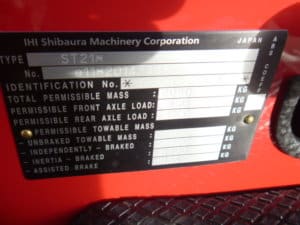 IHI Shibaura Machinery Corporation JAPAN
TYPE ST21
No.
IDENTIFICATION No. * *
TOTAL PERMISSIBLE MASS KG
PERMISSIBLE FRONT AXLE LOAD KG
PERMISSIBLE REAR AXLE LOAD KG
PERMISSIBLE TOWABLE MASS
- UNBRAKED TOWABLE MASS KG
- INDEPENDENTLY - BRAKED KG
- INERTIA - BRAKED KG
- ASSISTED BRAKE KG